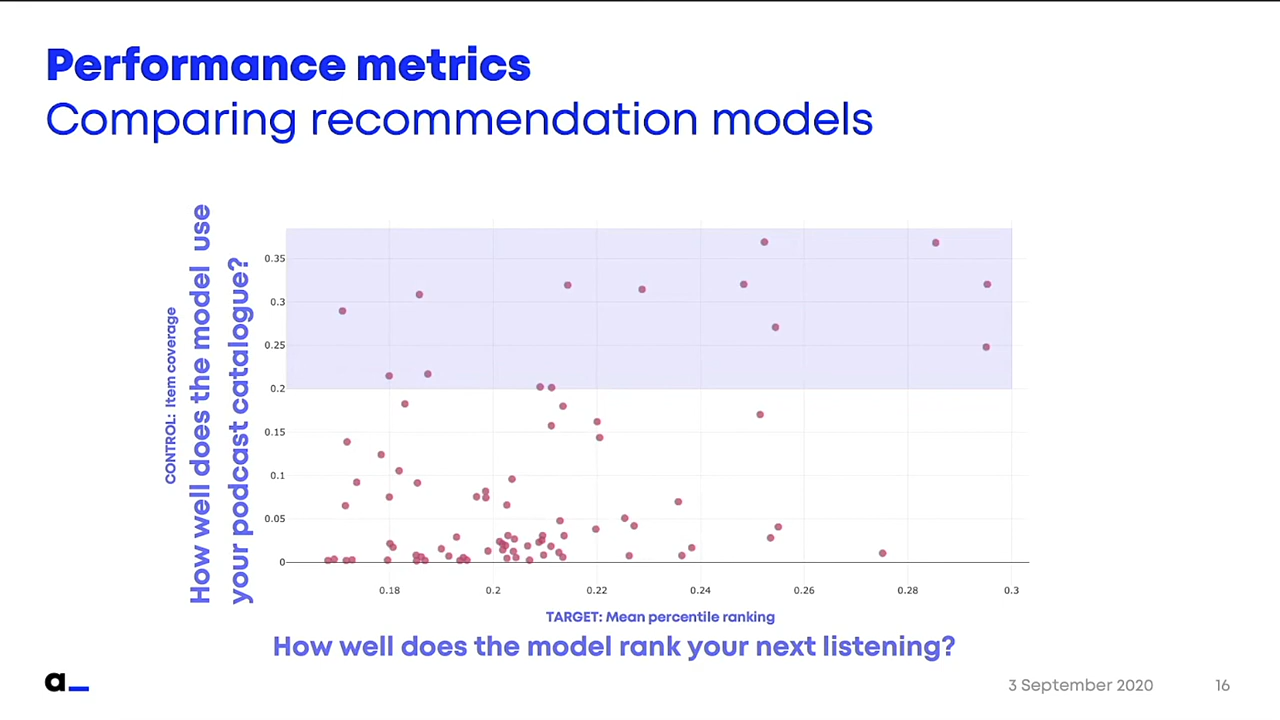 Performance metrics
Comparing recommendation models
CONTROL: Item coverage
How well does the model use
your podcast catalogue?
0.35
0.3
0.25
0.2
0.15
0.1
0.05
0
0.18
0.2
0.22
0.24
0.26
0.28
0.3
TARGET: Mean percentile ranking
How well does the model rank your next listening?
a_
3 September 2020
16